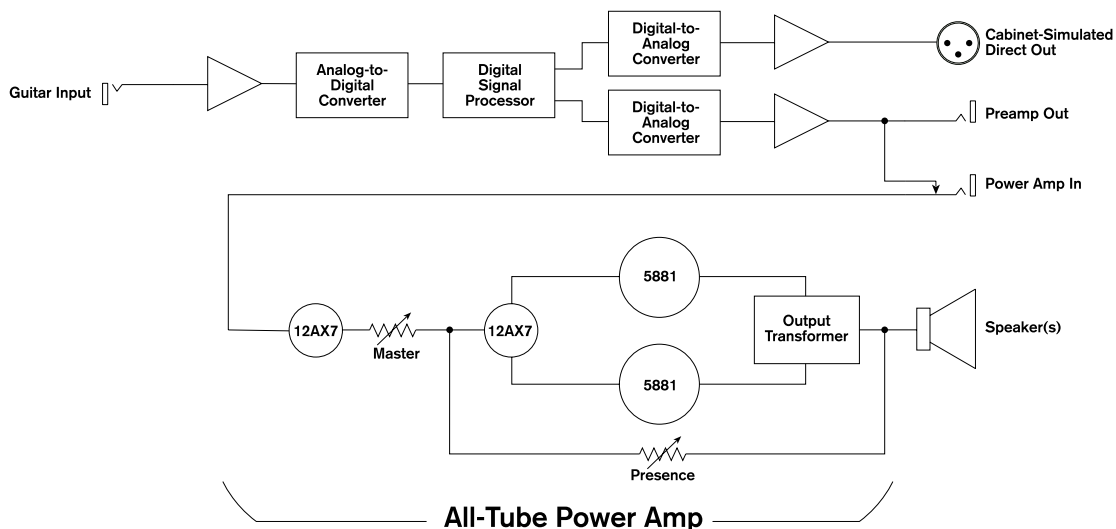 Guitar Input
Analog-to-
Digital
Converter
Digital
Signal
Processor
Digital-to-
Analog
Converter
Cabinet-Simulated
Direct Out
Digital-to-
Analog
Converter
Preamp Out
Power Amp In
12AX7
Master
12AX7
5881
5881
Output
Transformer
Speaker(s)
Presence
All-Tube Power Amp